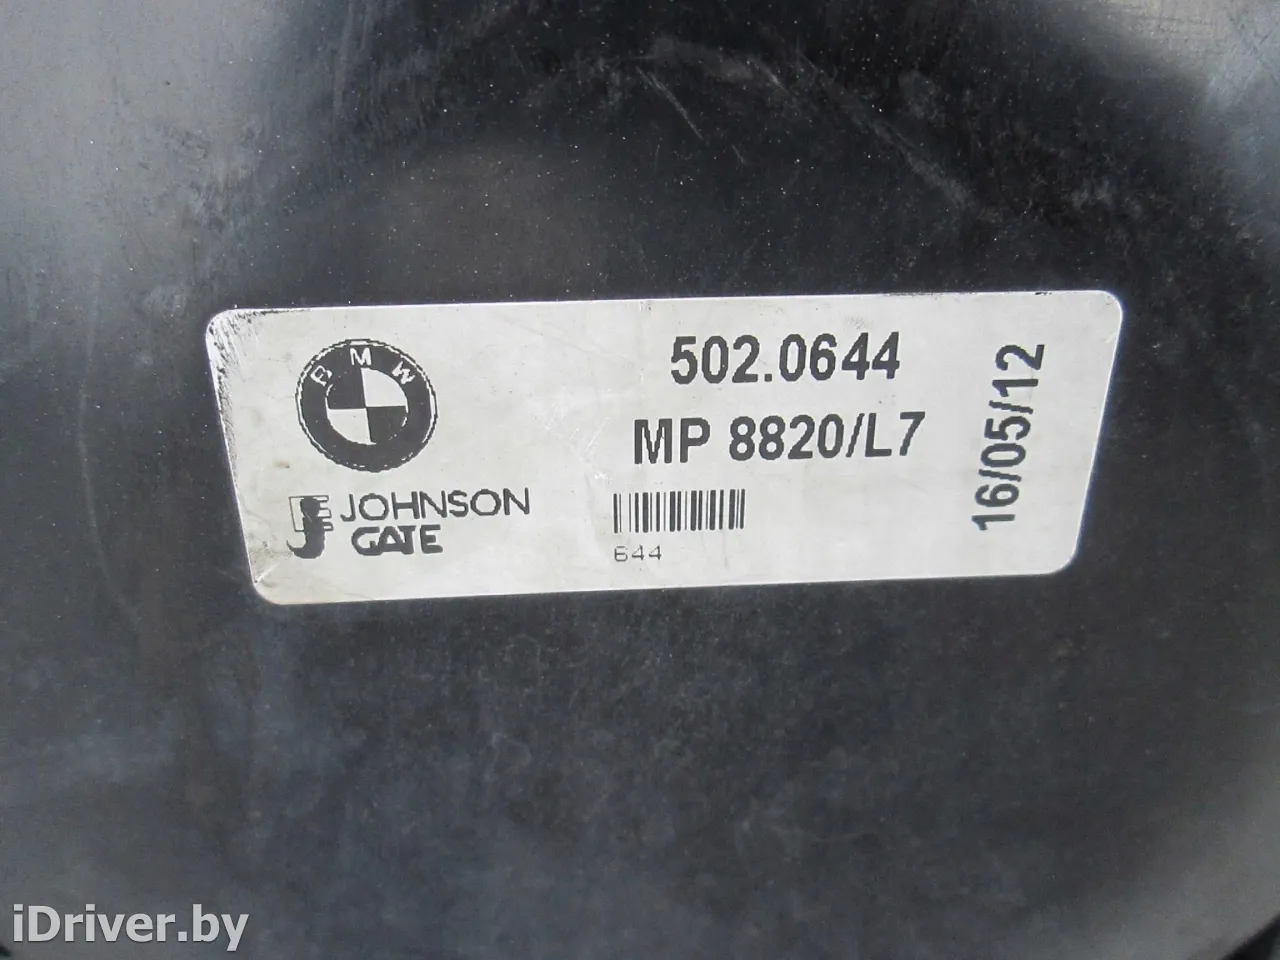 BMW
502.0644
MP 8820/L7
16/05/12
JOHNSON
GATE
644
iDriver.by